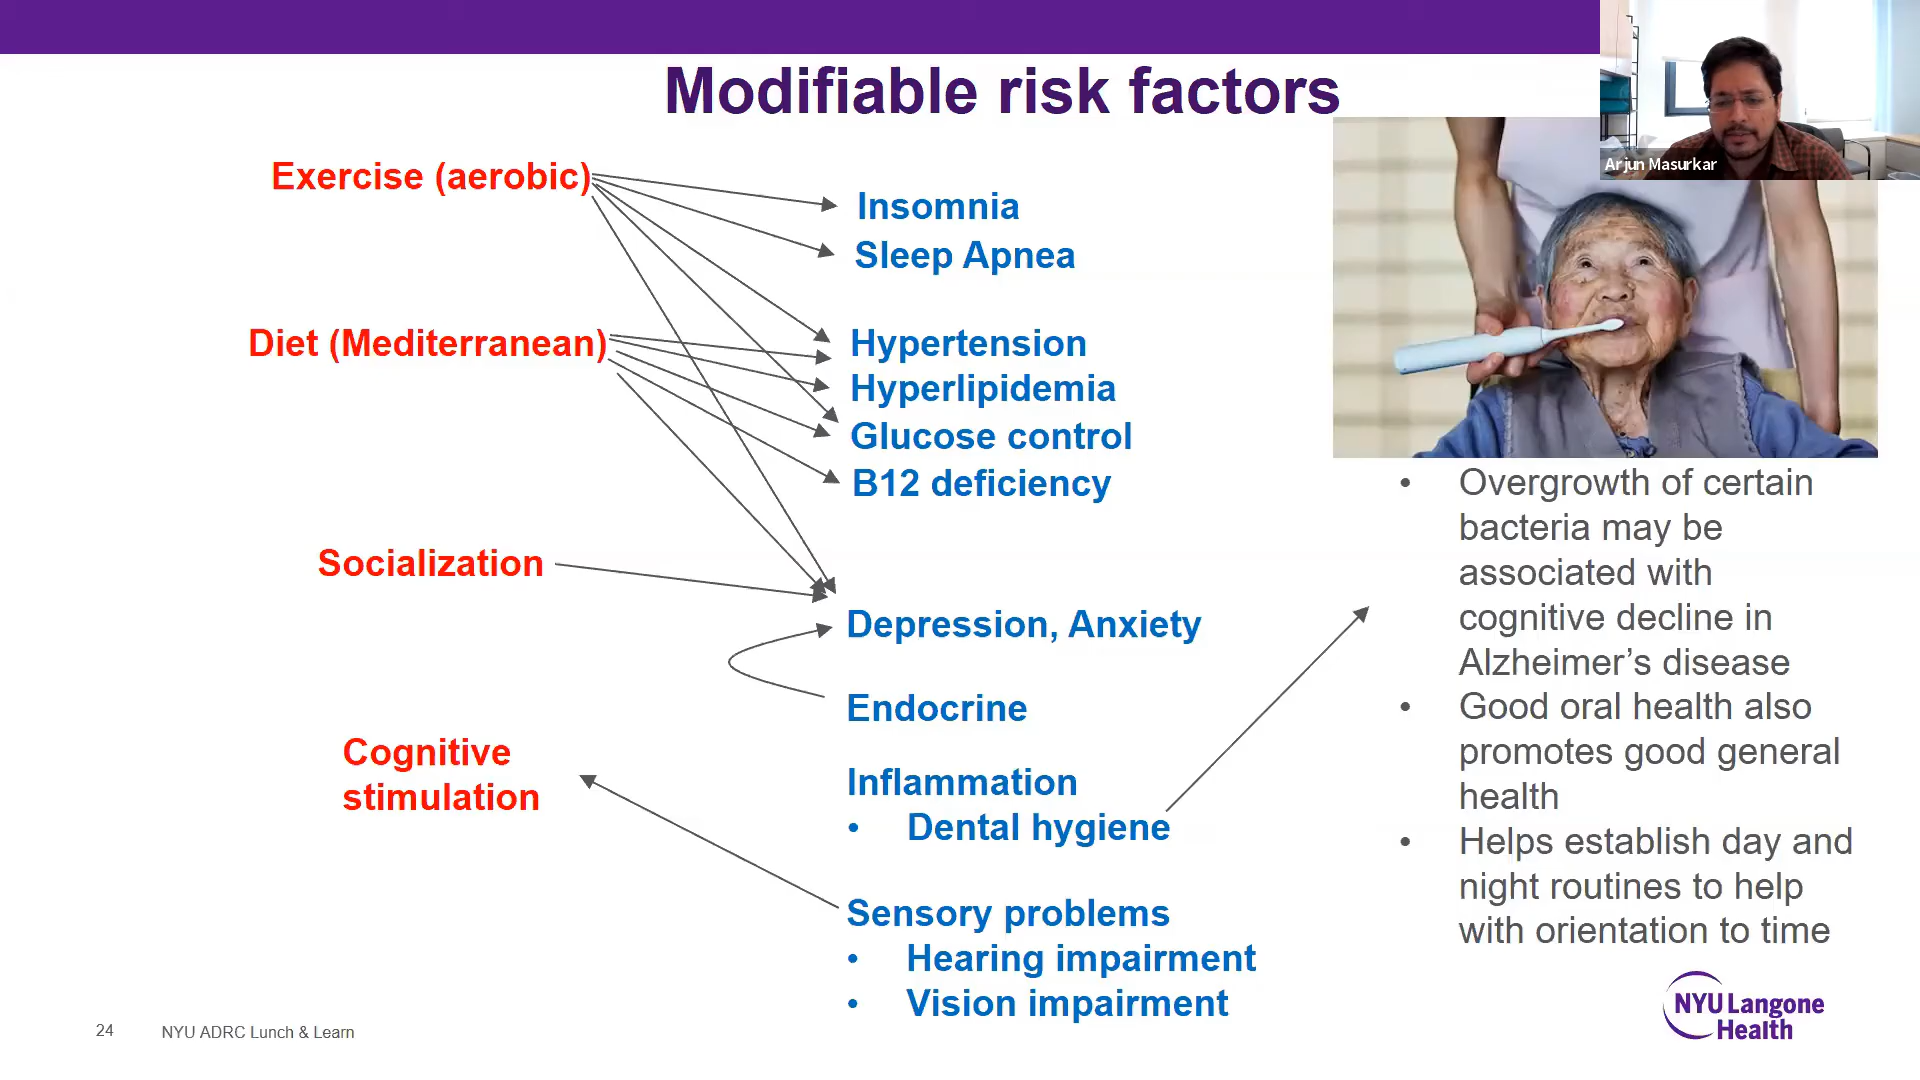 Modifiable risk factors
Arjun Masurkar
Exercise (aerobic)
Diet (Mediterranean)
Socialization
Cognitive
stimulation
Insomnia
Sleep Apnea
Hypertension
Hyperlipidemia
Glucose control
B12 deficiency
Depression, Anxiety
Endocrine
Inflammation
• Dental hygiene
Sensory problems
• Hearing impairment
• Vision impairment
• Overgrowth of certain
bacteria may be
associated with
cognitive decline in
Alzheimer’s disease
• Good oral health also
promotes good general
health
• Helps establish day and
night routines to help
with orientation to time
24 NYU ADRC Lunch & Learn
NYU Langone
Health